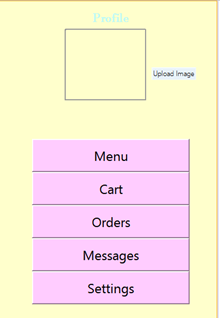 Profile
Upload Image
Menu
Cart
Orders
Messages
Settings